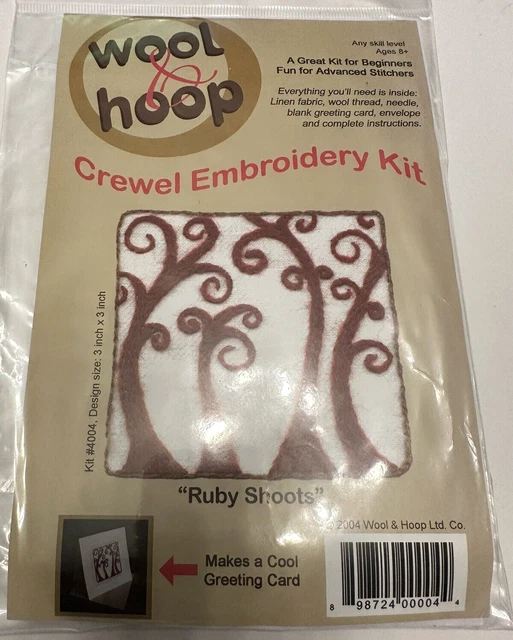 wool
&
hoop
Any skill level
Ages 8+
A Great Kit for Beginners
Fun for Advanced Stitchers
Everything you'll need is inside:
Linen fabric, wool thread, needle,
blank greeting card, envelope
and complete instructions.
Crewel Embroidery Kit
Kit #4004, Design size: 3 inch x 3 inch
“Ruby Shoots”
© 2004 Wool & Hoop Ltd. Co.
Makes a Cool
Greeting Card
8 98724 00004 4